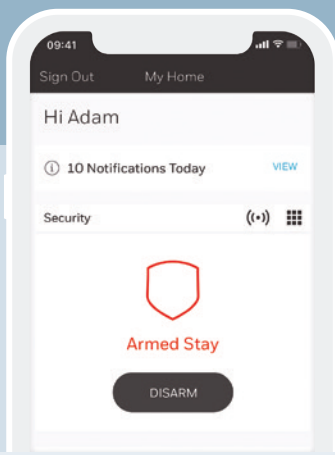 09:41
Sign Out My Home
Hi Adam
10 Notifications Today VIEW
Security
Armed Stay
DISARM